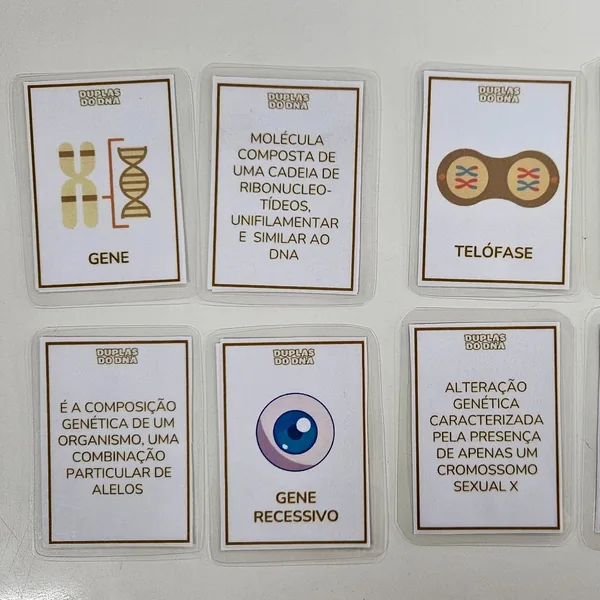 DUPLAS
DO DNA
GENE
DUPLAS
DO DNA
MOLÉCULA
COMPOSTA DE
UMA CADEIA DE
RIBONUCLEO-
TÍDEOS,
UNIFILAMENTAR
E SIMILAR AO
DNA
DUPLAS
DO DNA
TELÓFASE
DUPLAS
DO DNA
É A COMPOSIÇÃO
GENÉTICA DE UM
ORGANISMO, UMA
COMBINAÇÃO
PARTICULAR DE
ALELOS
DUPLAS
DO DNA
GENE
RECESSIVO
DUPLAS
DO DNA
ALTERAÇÃO
GENÉTICA
CARACTERIZADA
PELA PRESENÇA
DE APENAS UM
CROMOSSOMO
SEXUAL X